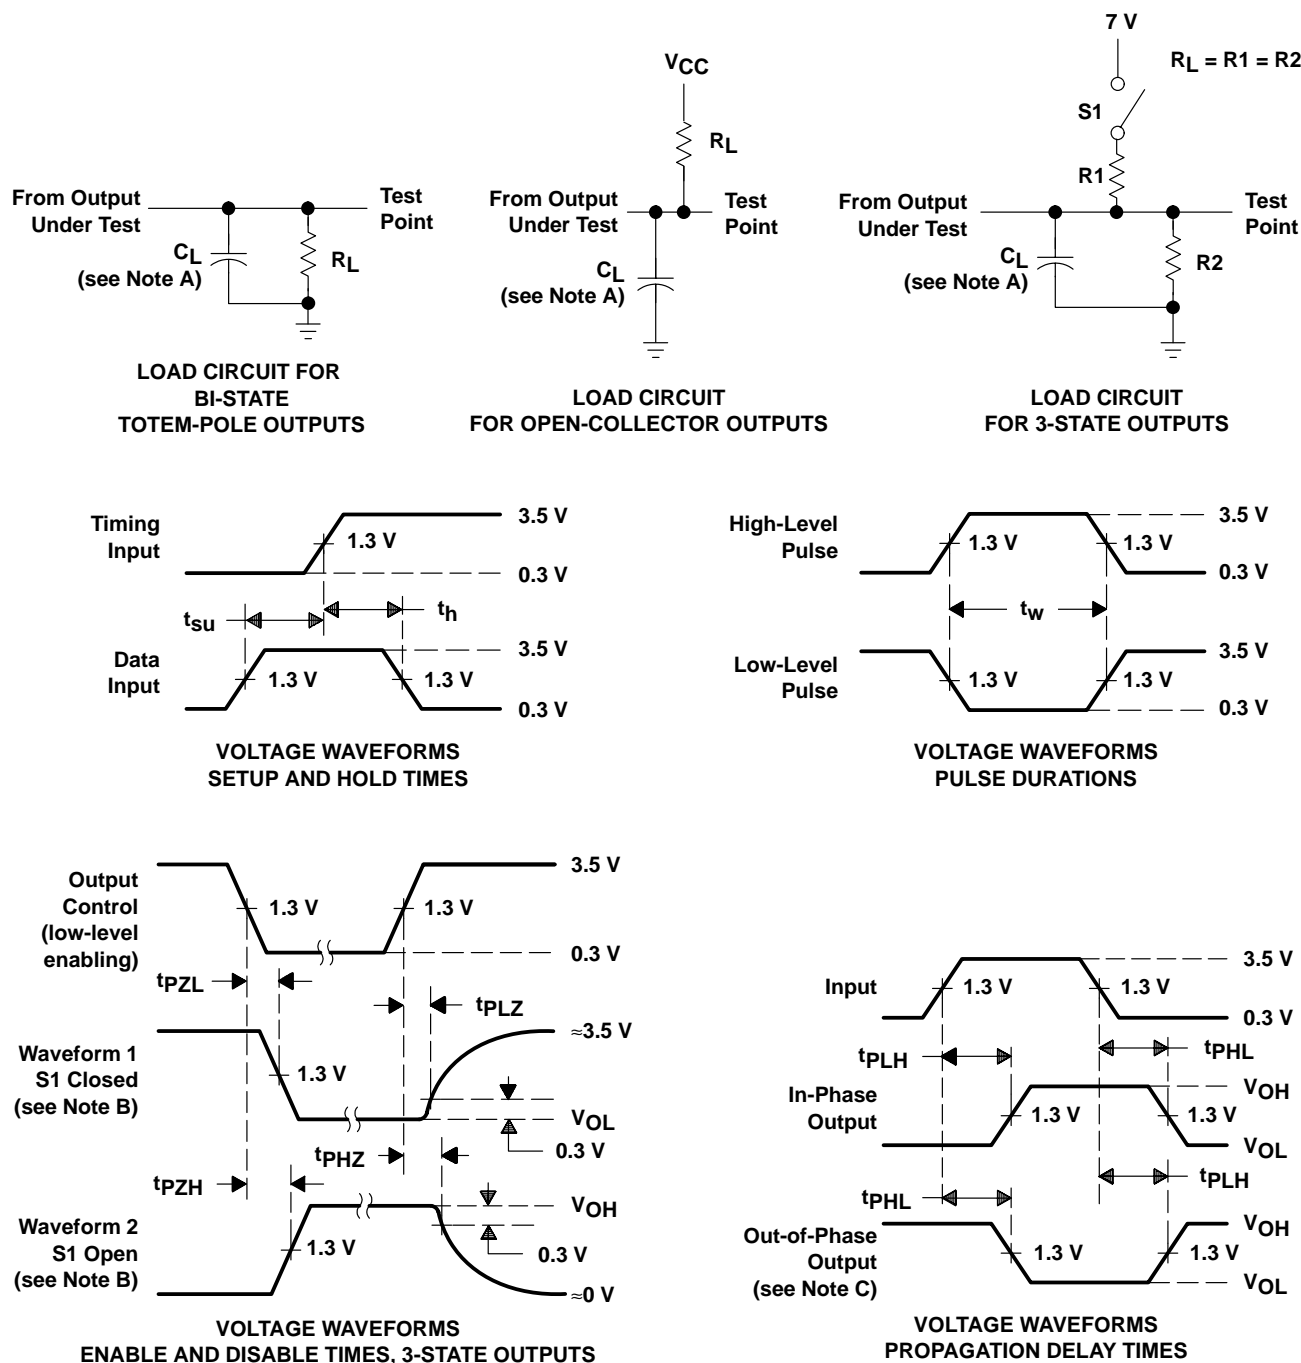 From Output
Under Test
Test
Point
CL
(see Note A)
RL
LOAD CIRCUIT FOR
BI-STATE
TOTEM-POLE OUTPUTS
VCC
RL
From Output
Under Test
Test
Point
CL
(see Note A)
LOAD CIRCUIT
FOR OPEN-COLLECTOR OUTPUTS
7 V
RL = R1 = R2
S1
R1
From Output
Under Test
Test
Point
CL
(see Note A)
R2
LOAD CIRCUIT
FOR 3-STATE OUTPUTS
Timing
Input
1.3 V
3.5 V
0.3 V
tsu
th
Data
Input
1.3 V
1.3 V
3.5 V
0.3 V
VOLTAGE WAVEFORMS
SETUP AND HOLD TIMES
High-Level
Pulse
1.3 V
1.3 V
3.5 V
0.3 V
tw
Low-Level
Pulse
1.3 V
1.3 V
3.5 V
0.3 V
VOLTAGE WAVEFORMS
PULSE DURATIONS
Output
Control
(low-level
enabling)
1.3 V
1.3 V
3.5 V
0.3 V
tPZL
tPLZ
Waveform 1
S1 Closed
(see Note B)
1.3 V
≈3.5 V
VOL
0.3 V
tPHZ
tPZH
Waveform 2
S1 Open
(see Note B)
1.3 V
VOH
0.3 V
≈0 V
VOLTAGE WAVEFORMS
ENABLE AND DISABLE TIMES, 3-STATE OUTPUTS
Input
1.3 V
1.3 V
3.5 V
0.3 V
tPLH
tPHL
In-Phase
Output
1.3 V
1.3 V
VOH
VOL
tPHL
tPLH
Out-of-Phase
Output
(see Note C)
1.3 V
1.3 V
VOH
VOL
VOLTAGE WAVEFORMS
PROPAGATION DELAY TIMES